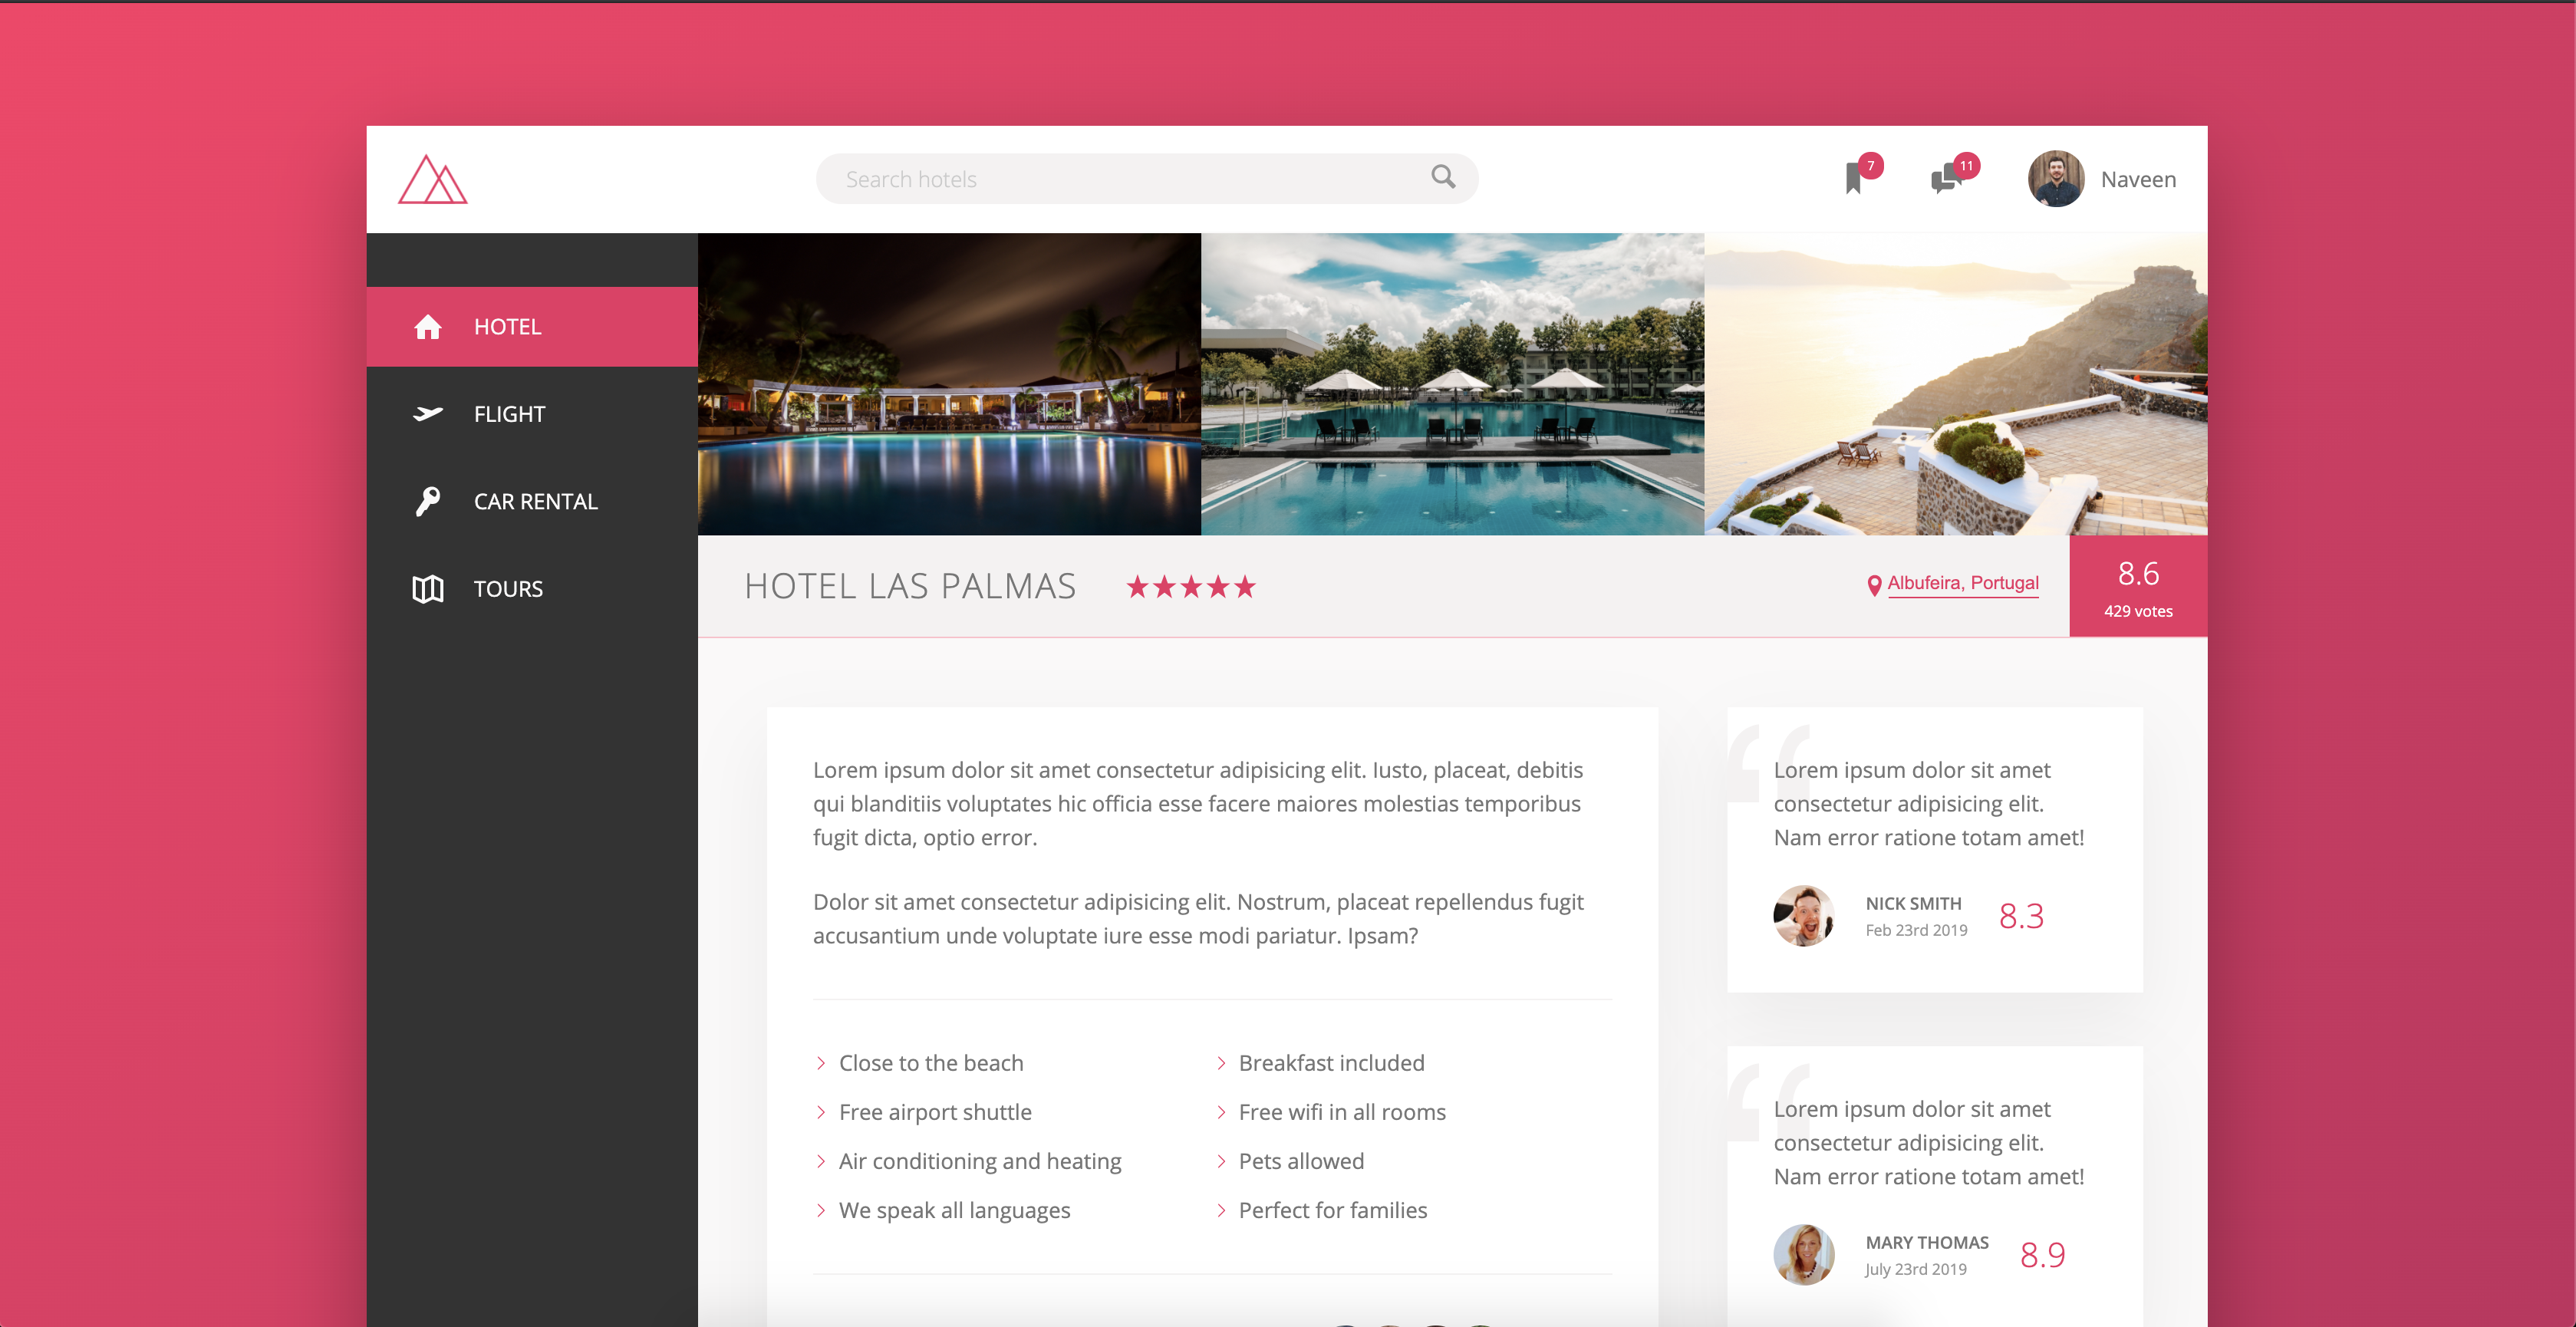 Search hotels
7
11
Naveen
HOTEL
FLIGHT
CAR RENTAL
TOURS
HOTEL LAS PALMAS
Albufeira, Portugal
8.6
429 votes
Lorem ipsum dolor sit amet consectetur adipisicing elit. Iusto, placeat, debitis
qui blanditiis voluptates hic officia esse facere maiores molestias temporibus
fugit dicta, optio error.
Dolor sit amet consectetur adipisicing elit. Nostrum, placeat repellendus fugit
accusantium unde voluptate iure esse modi pariatur. Ipsam?
Close to the beach
Breakfast included
Free airport shuttle
Free wifi in all rooms
Air conditioning and heating
Pets allowed
We speak all languages
Perfect for families
Lorem ipsum dolor sit amet
consectetur adipisicing elit.
Nam error ratione totam amet!
NICK SMITH
Feb 23rd 2019
8.3
Lorem ipsum dolor sit amet
consectetur adipisicing elit.
Nam error ratione totam amet!
MARY THOMAS
July 23rd 2019
8.9